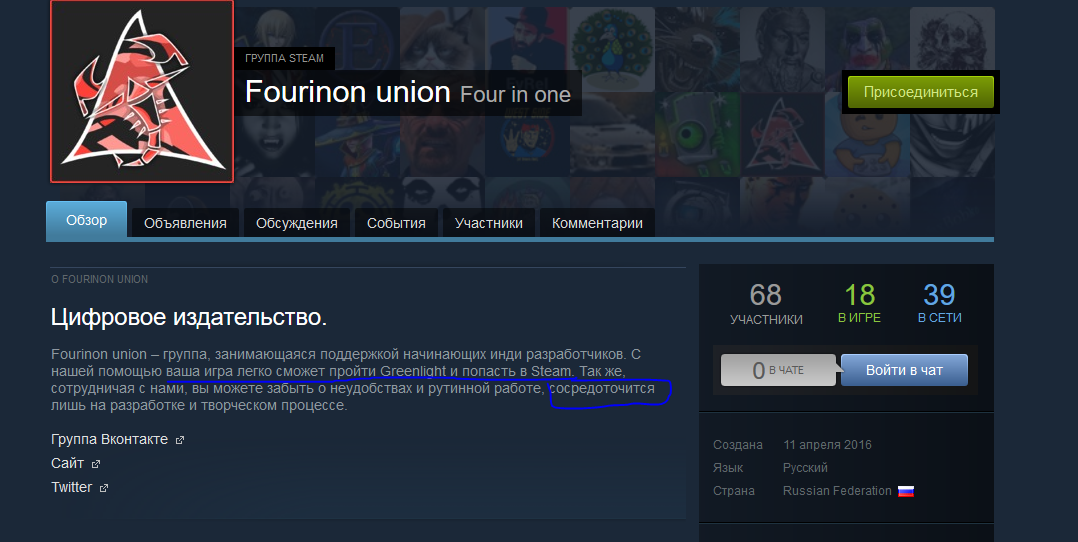 ГРУППА STEAM
Fourinon union Four in one
Присоединиться
Обзор
Объявления
Обсуждения
События
Участники
Комментарии
О FOURINON UNION
Цифровое издательство.
Fourinon union – группа, занимающаяся поддержкой начинающих инди разработчиков. С
нашей помощью ваша игра легко сможет пройти Greenlight и попасть в Steam. Так же,
сотрудничая с нами, вы можете забыть о неудобствах и рутинной работе, сосредоточится
лишь на разработке и творческом процессе.
Группа Вконтакте
Сайт
Twitter
68 18 39
УЧАСТНИКИ В ИГРЕ В СЕТИ
0 В ЧАТЕ
Войти в чат
Создана 11 апреля 2016
Язык Русский
Страна Russian Federation